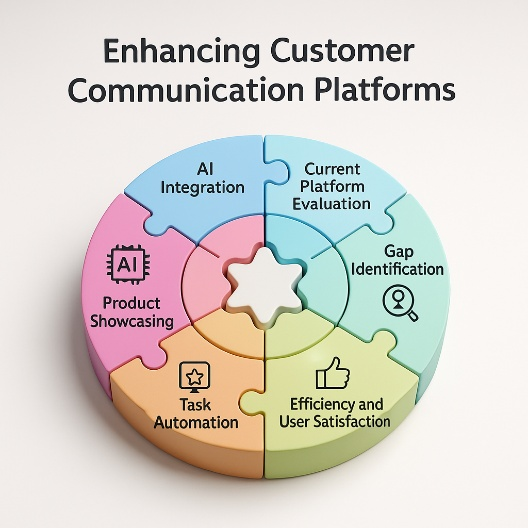 Enhancing Customer
Communication Platforms
AI
Integration
Current
Platform
Evaluation
Gap
Identification
AI
Product
Showcasing
Task
Automation
Efficiency and
User Satisfaction